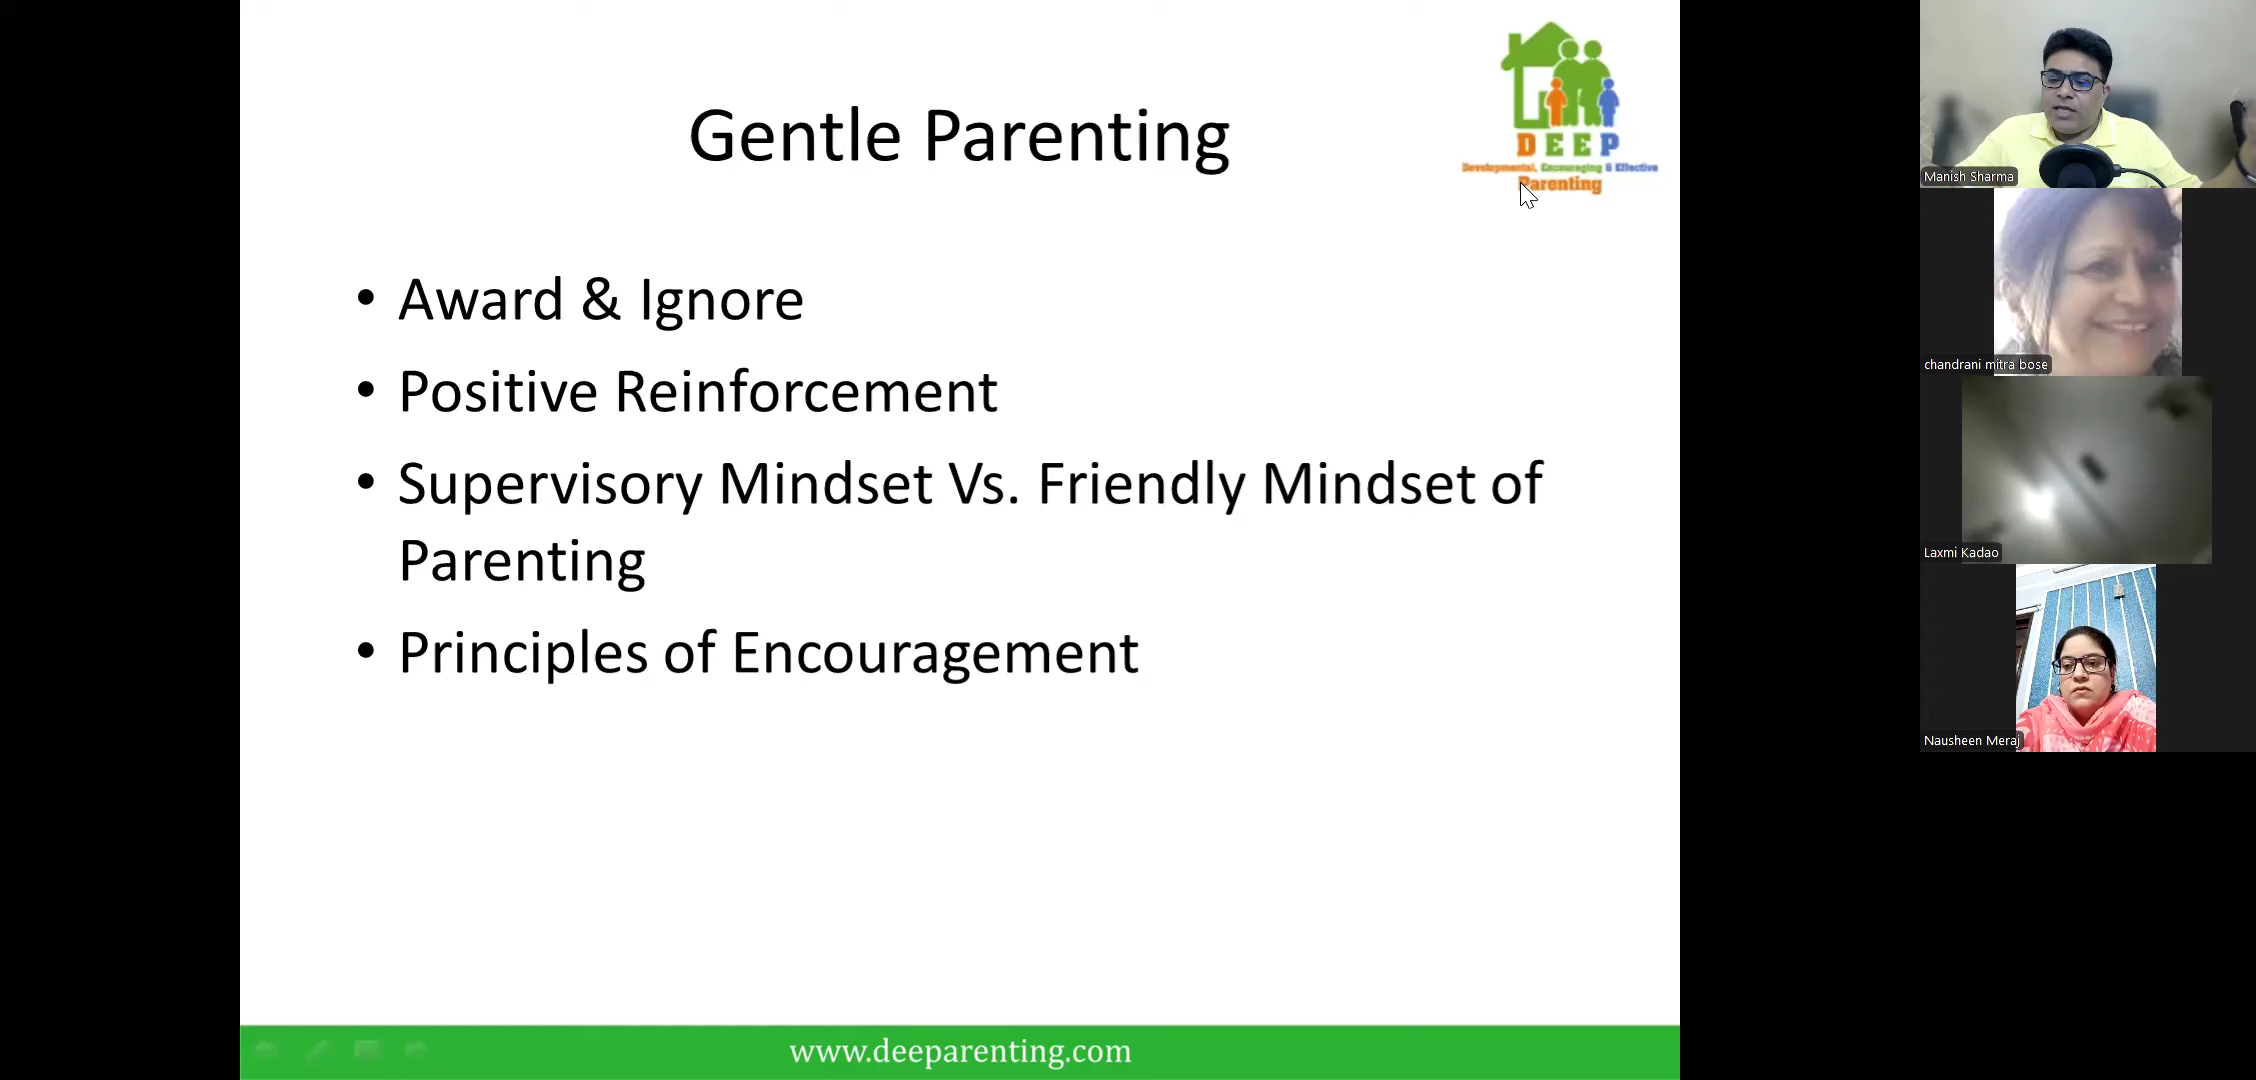 Gentle Parenting
DEEP
Developmental, Encouraging & Effective
Parenting
• Award & Ignore
• Positive Reinforcement
• Supervisory Mindset Vs. Friendly Mindset of
Parenting
• Principles of Encouragement
www.deeparenting.com
Manish Sharma
chandrani mitra bose
Laxmi Kadao
Nausheen Meraj